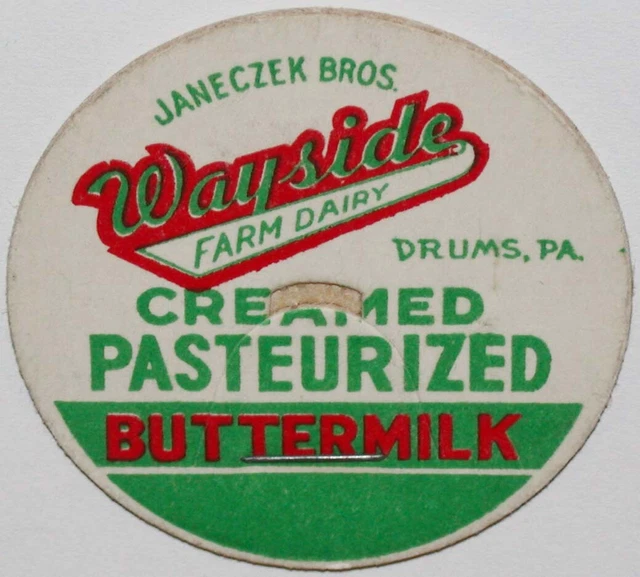 JANECZEK BROS.
Wayside
FARM DAIRY
DRUMS, PA.
CREAMED
PASTEURIZED
BUTTERMILK